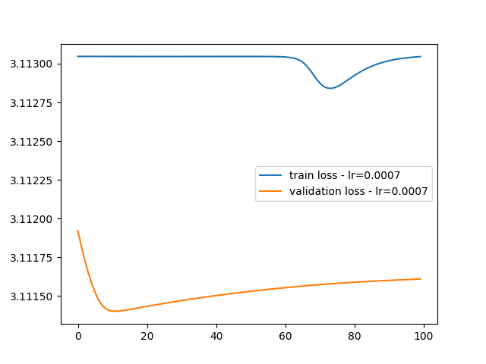 3.11300
3.11275
3.11250
3.11225
3.11200
3.11175
3.11150
train loss - lr=0.0007
validation loss - lr=0.0007
0 20 40 60 80 100